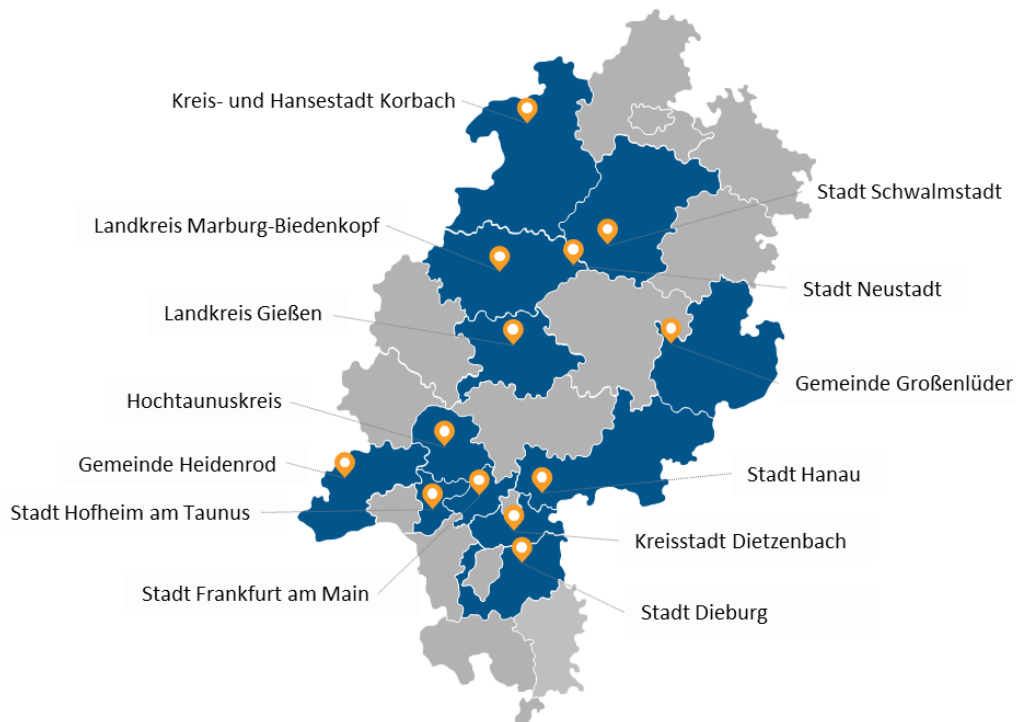 Kreis- und Hansestadt Korbach
Stadt Schwalmstadt
Landkreis Marburg-Biedenkopf
Stadt Neustadt
Landkreis Gießen
Gemeinde Großenlüder
Hochtaunuskreis
Gemeinde Heidenrod
Stadt Hanau
Stadt Hofheim am Taunus
Kreisstadt Dietzenbach
Stadt Frankfurt am Main
Stadt Dieburg